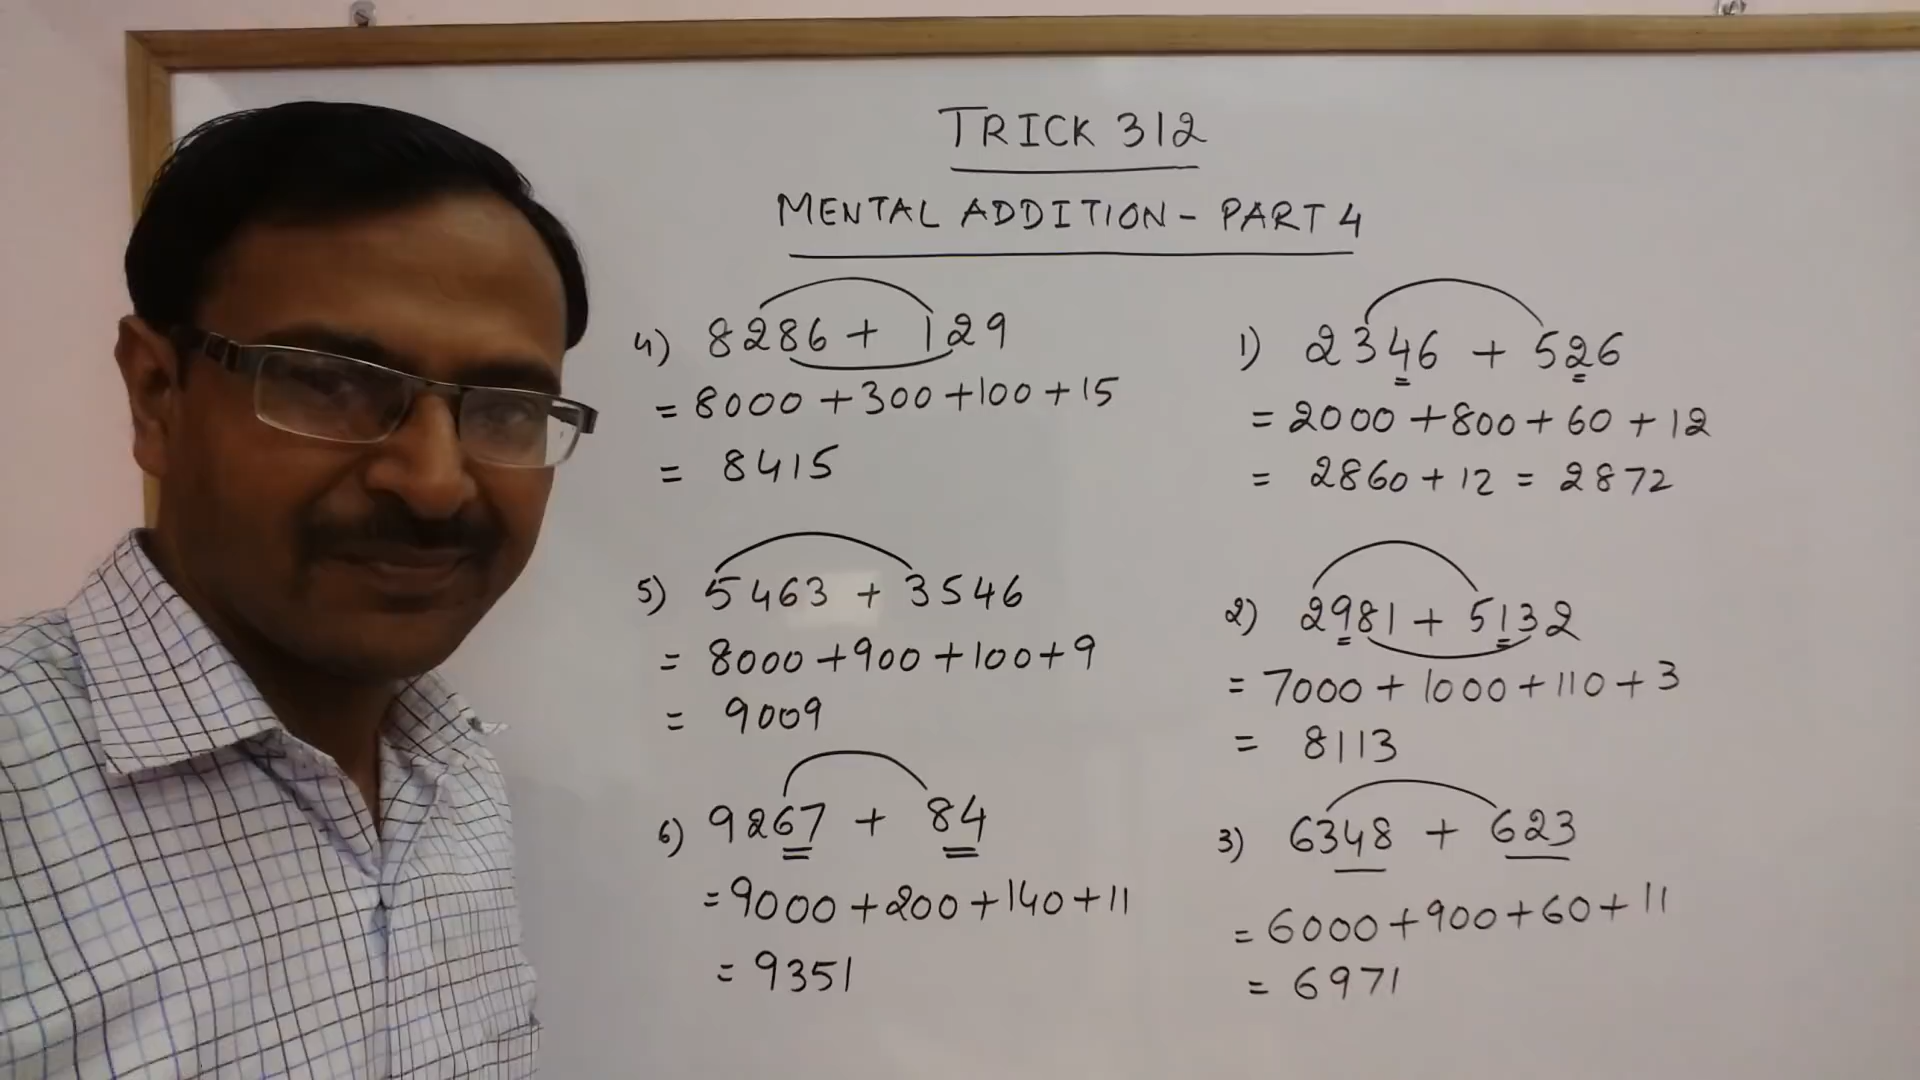 TRICK 312
MENTAL ADDITION - PART 4
1) 2346 + 526
= 2000 + 800 + 60 + 12
= 2860 + 12 = 2872
2) 2981 + 5132
= 7000 + 1000 + 110 + 3
= 8113
3) 6348 + 623
= 6000 + 900 + 60 + 11
= 6971
4) 8286 + 129
= 8000 + 300 + 100 + 15
= 8415
5) 5463 + 3546
= 8000 + 900 + 100 + 9
= 9009
6) 9267 + 84
= 9000 + 200 + 140 + 11
= 9351